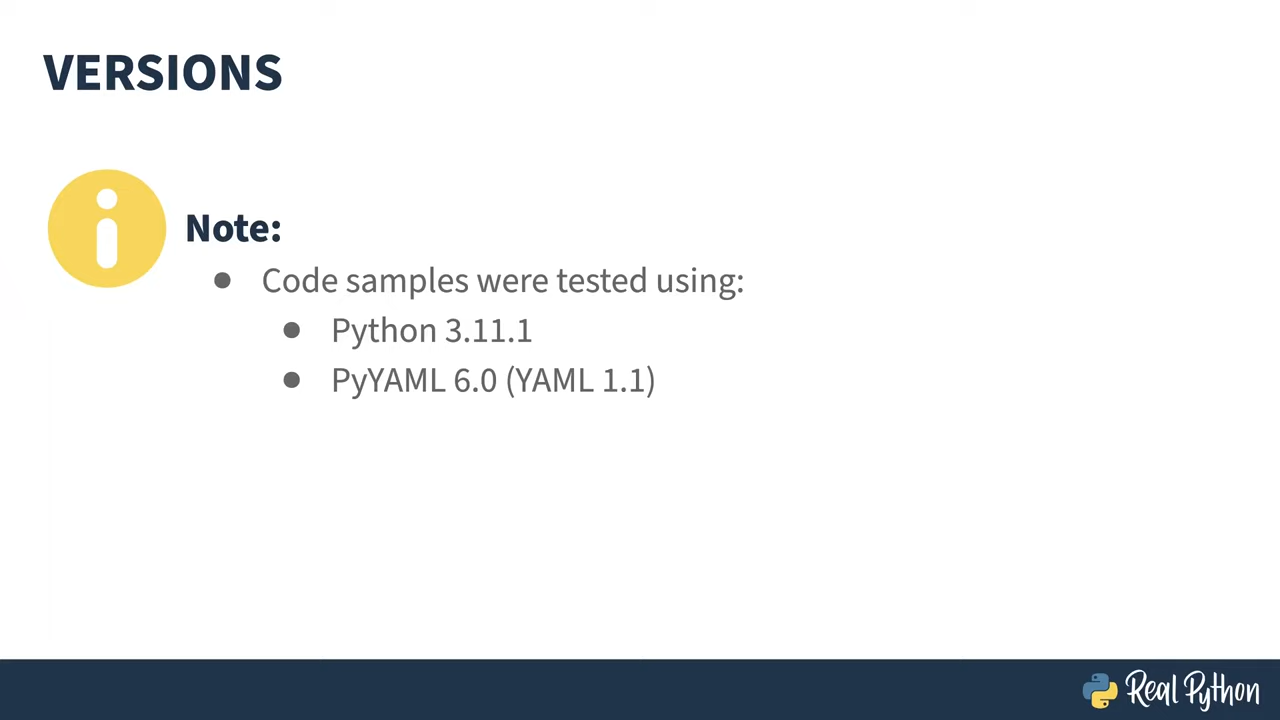 VERSIONS
Note:
● Code samples were tested using:
● Python 3.11.1
● PyYAML 6.0 (YAML 1.1)
Real Python